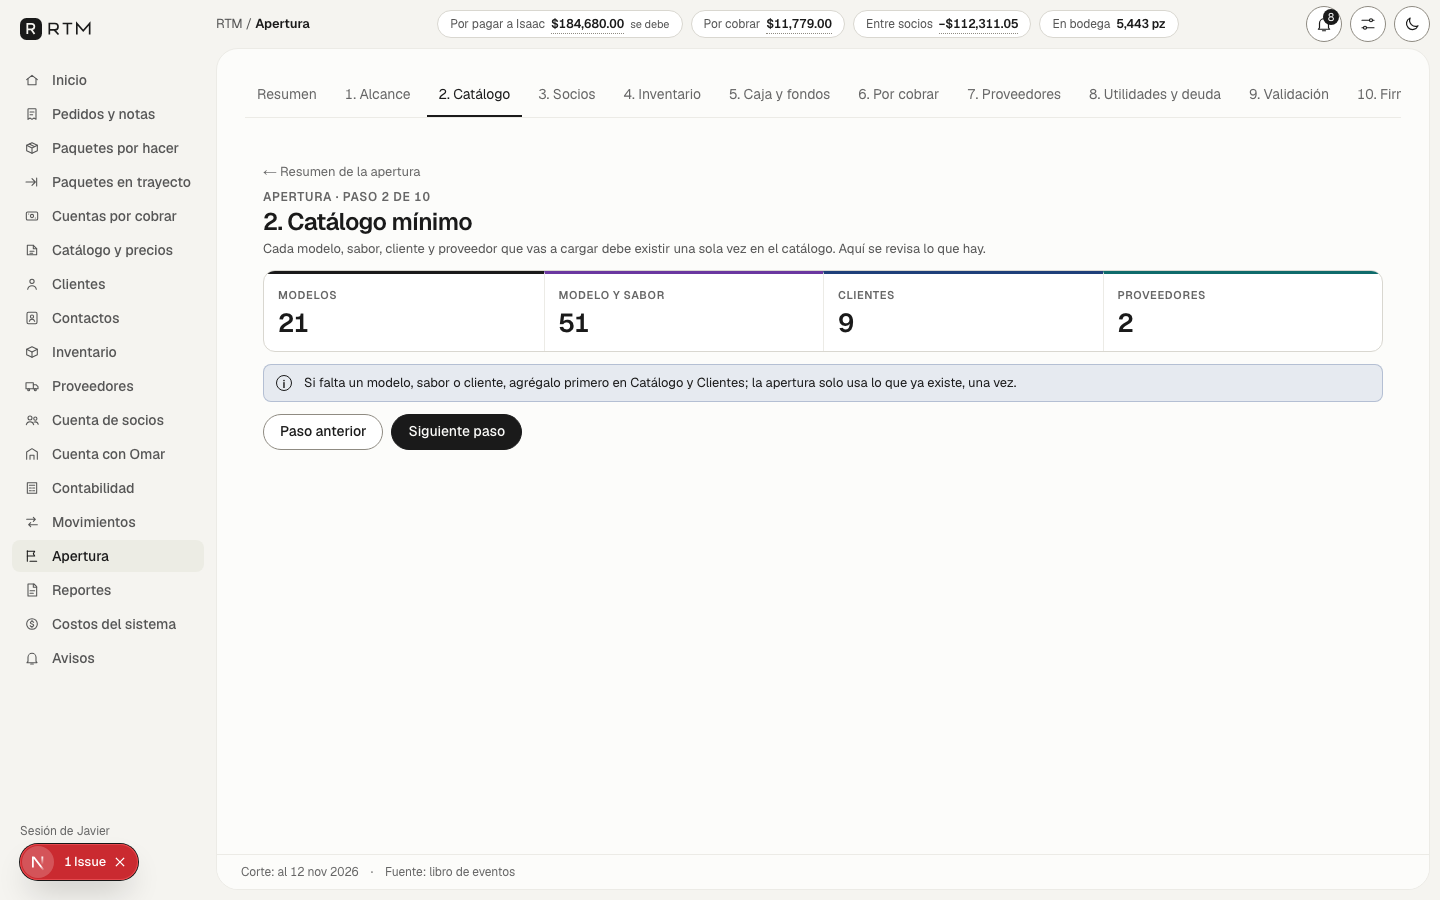 R RTM
RTM / Apertura
Por pagar a Isaac $184,680.00 se debe
Por cobrar $11,779.00
Entre socios −$112,311.05
En bodega 5,443 pz
8
Inicio
Pedidos y notas
Paquetes por hacer
Paquetes en trayecto
Cuentas por cobrar
Catálogo y precios
Clientes
Contactos
Inventario
Proveedores
Cuenta de socios
Cuenta con Omar
Contabilidad
Movimientos
Apertura
Reportes
Costos del sistema
Avisos
Sesión de Javier
N 1 Issue
Resumen
1. Alcance
2. Catálogo
3. Socios
4. Inventario
5. Caja y fondos
6. Por cobrar
7. Proveedores
8. Utilidades y deuda
9. Validación
10. Firr
← Resumen de la apertura
APERTURA · PASO 2 DE 10
2. Catálogo mínimo
Cada modelo, sabor, cliente y proveedor que vas a cargar debe existir una sola vez en el catálogo. Aquí se revisa lo que hay.
MODELOS
21
MODELO Y SABOR
51
CLIENTES
9
PROVEEDORES
2
Si falta un modelo, sabor o cliente, agrégalo primero en Catálogo y Clientes; la apertura solo usa lo que ya existe, una vez.
Paso anterior
Siguiente paso
Corte: al 12 nov 2026 · Fuente: libro de eventos